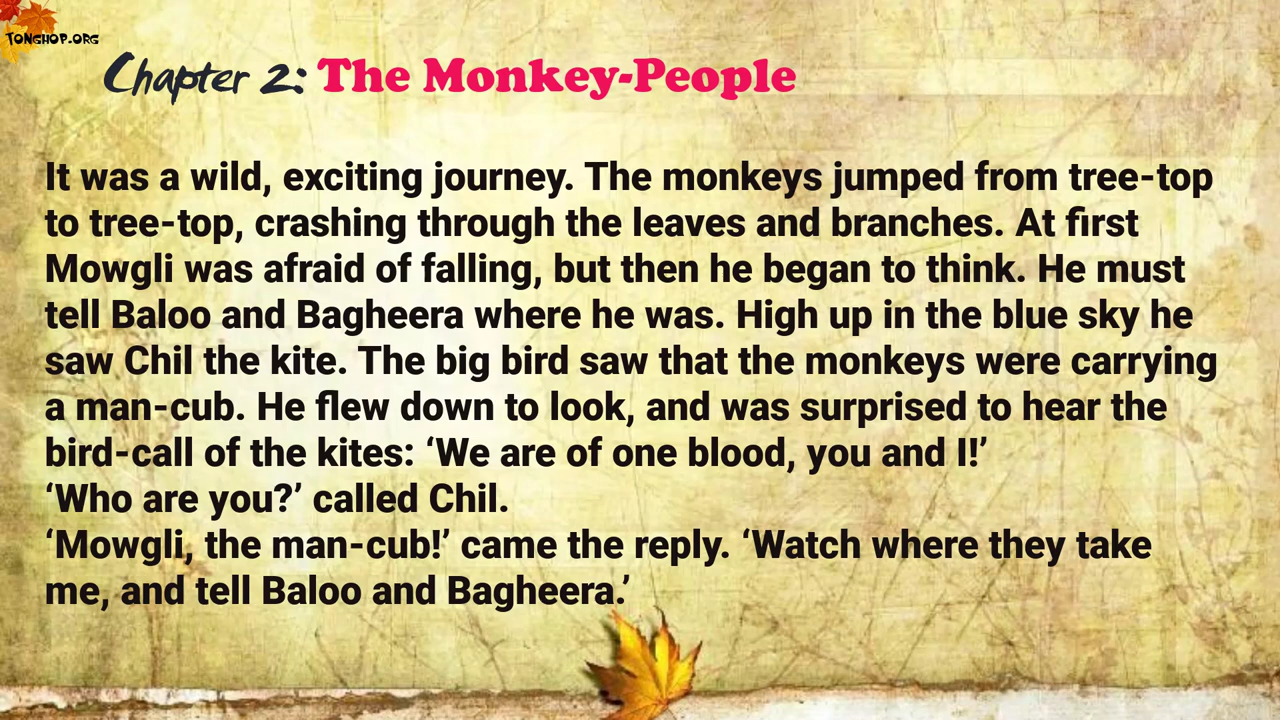 TONGHOP.ORG
Chapter 2: The Monkey-People
It was a wild, exciting journey. The monkeys jumped from tree-top
to tree-top, crashing through the leaves and branches. At first
Mowgli was afraid of falling, but then he began to think. He must
tell Baloo and Bagheera where he was. High up in the blue sky he
saw Chil the kite. The big bird saw that the monkeys were carrying
a man-cub. He flew down to look, and was surprised to hear the
bird-call of the kites: ‘We are of one blood, you and I!’
‘Who are you?’ called Chil.
‘Mowgli, the man-cub!’ came the reply. ‘Watch where they take
me, and tell Baloo and Bagheera.’